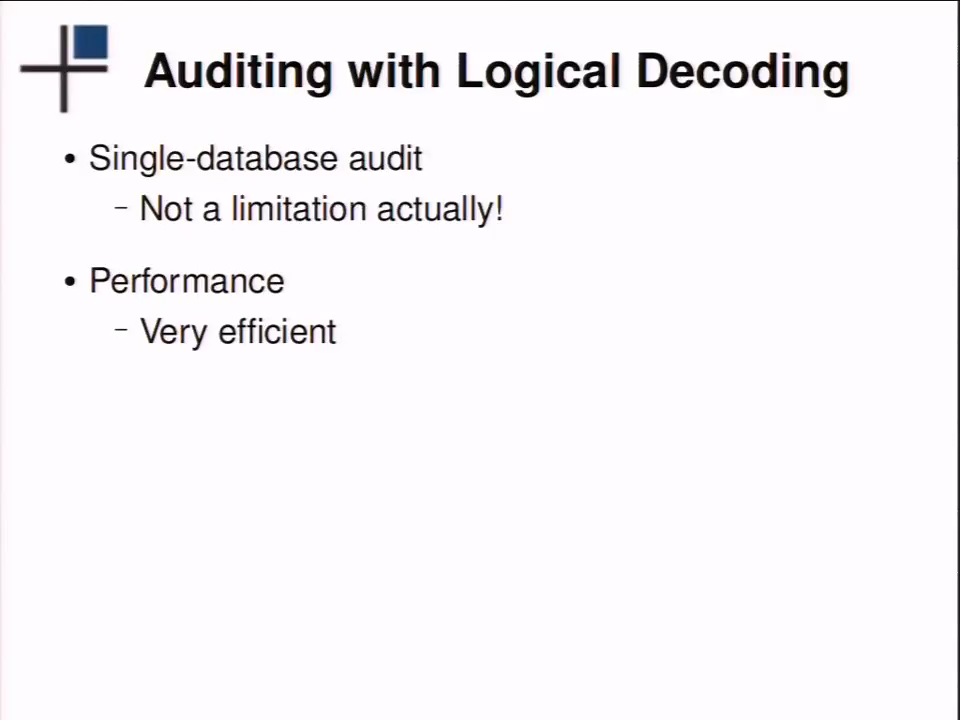 Auditing with Logical Decoding
• Single-database audit
– Not a limitation actually!
• Performance
– Very efficient